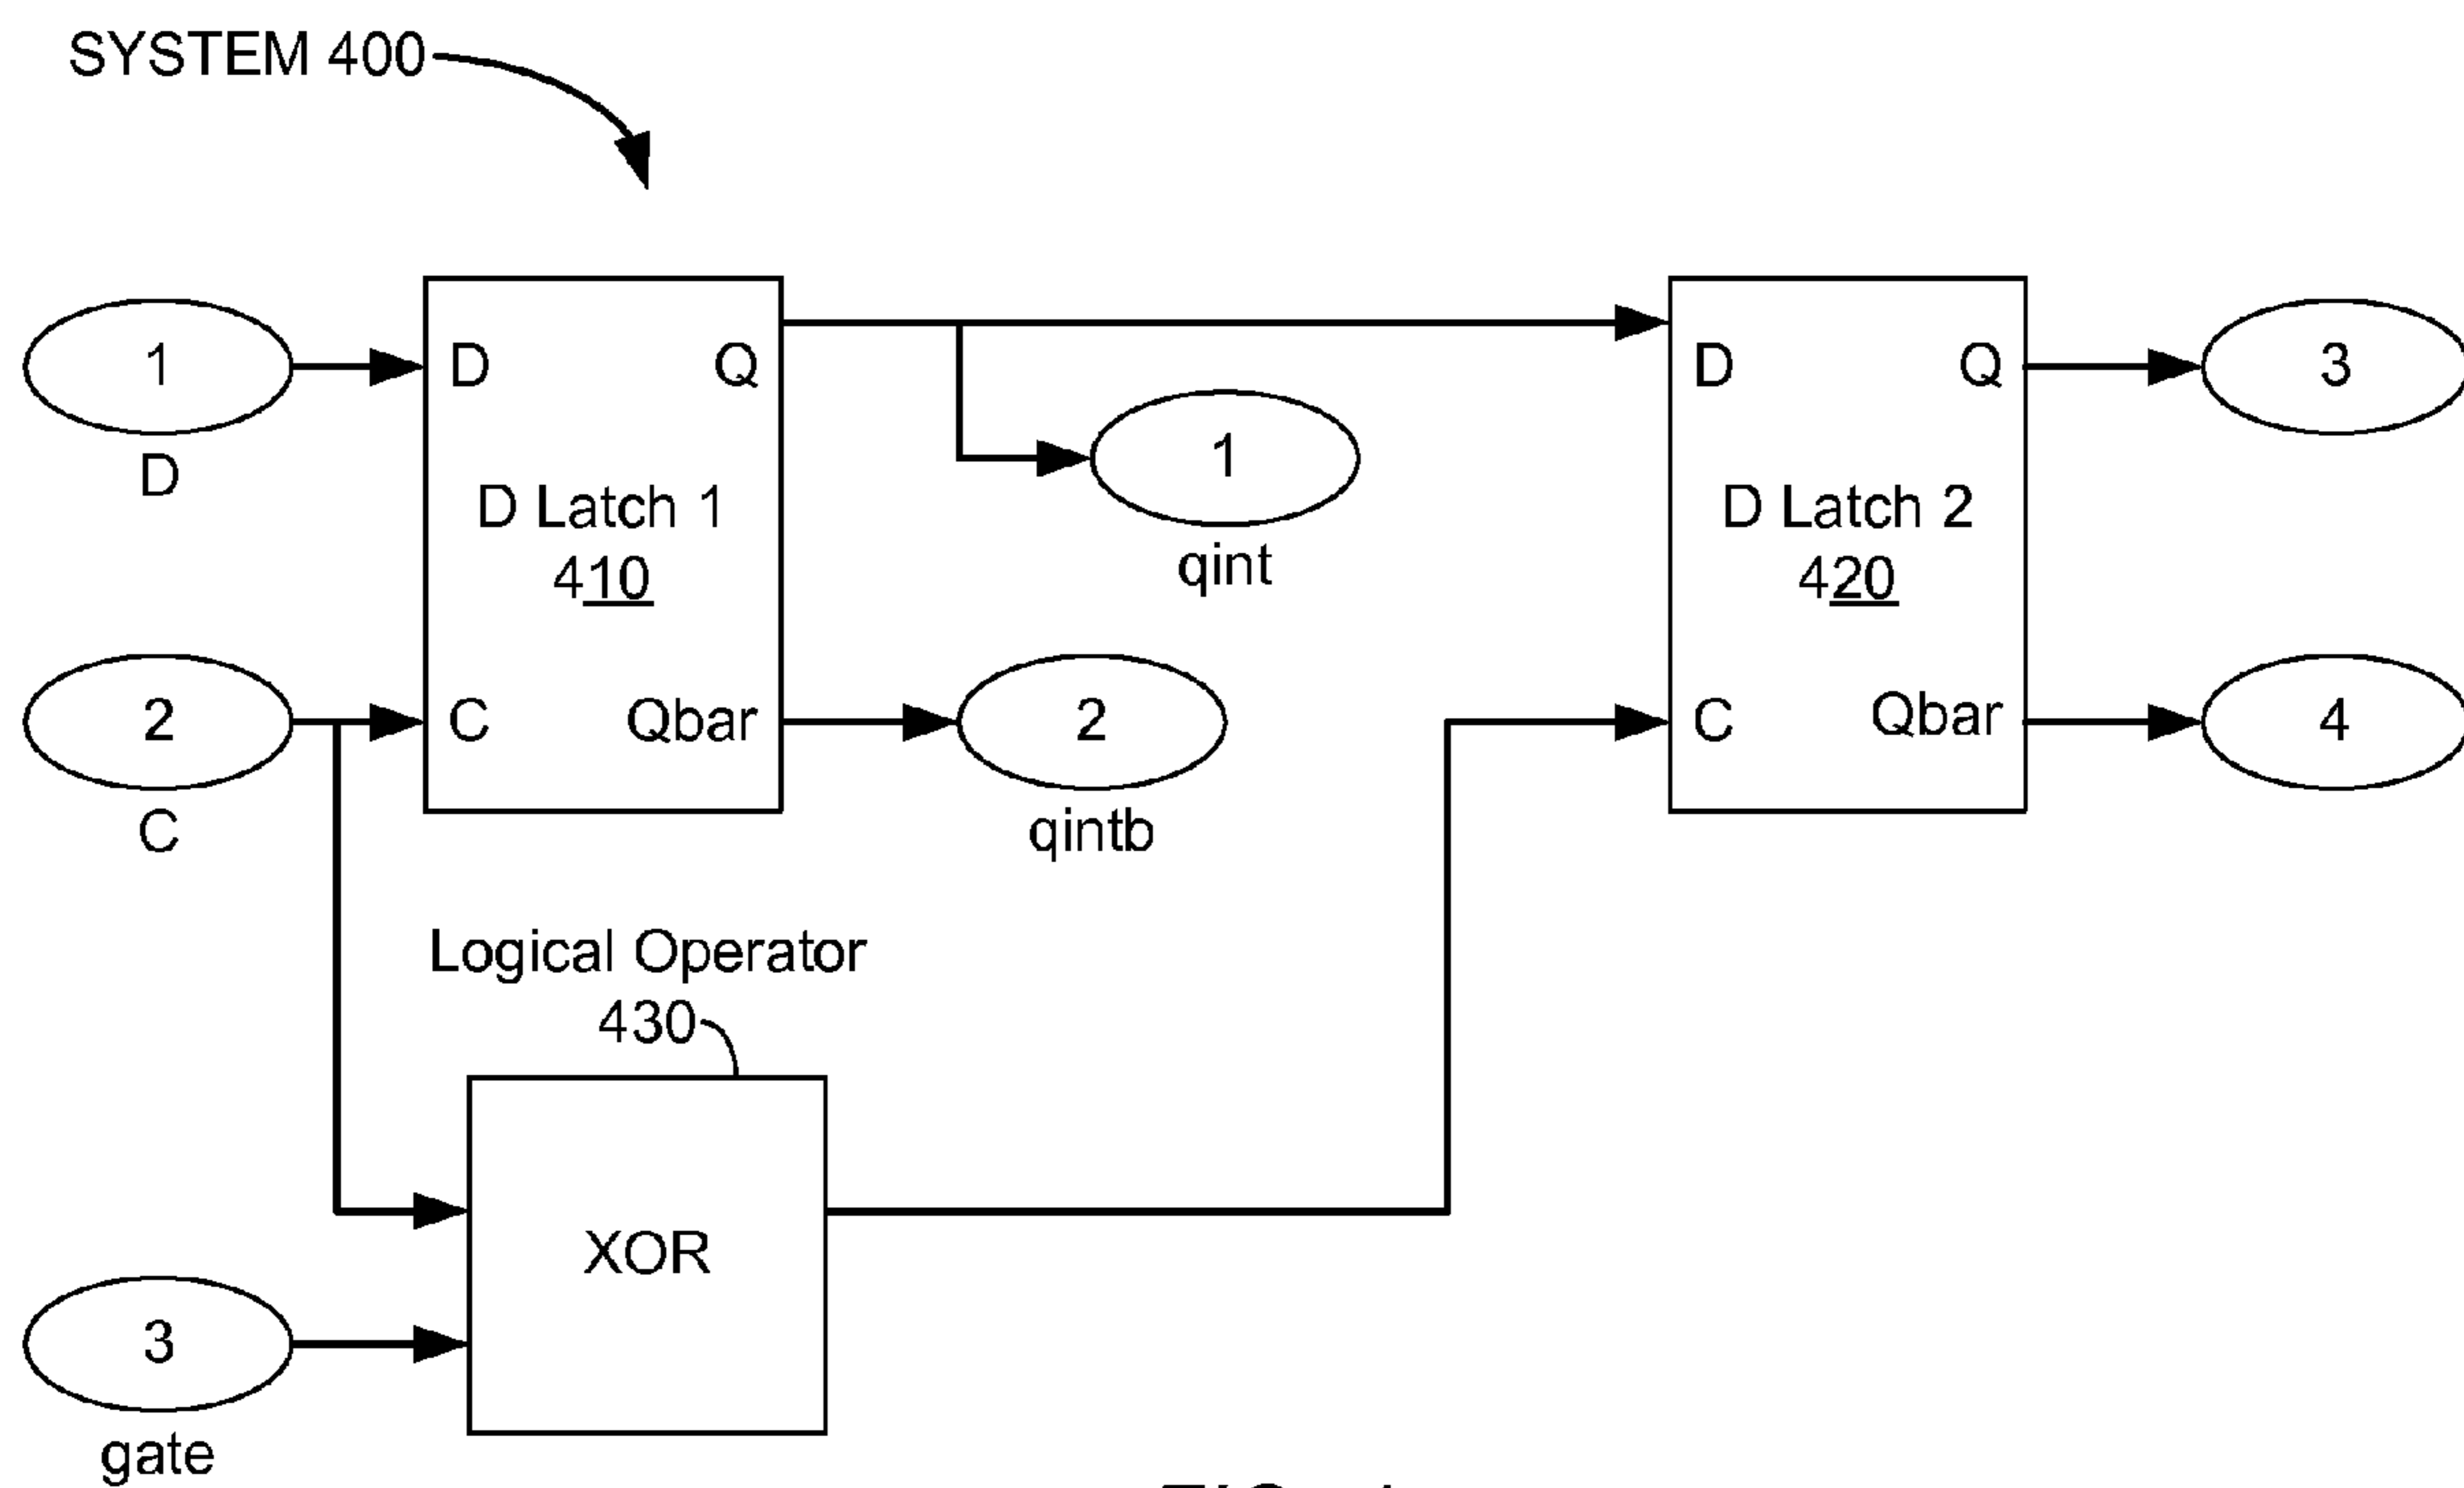 SYSTEM 400
1
D
D
Q
D Latch 1
410
C
Qbar
2
C
1
qint
2
qintb
D
Q
D Latch 2
420
C
Qbar
3
4
Logical Operator
430
XOR
3
gate